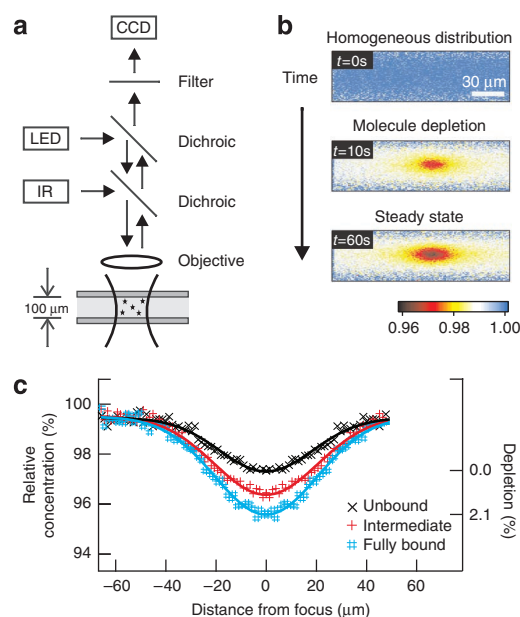 a
CCD
Filter
LED
Dichroic
IR
Dichroic
Objective
100 μm
b
Homogeneous distribution
t=0s
30 μm
Time
Molecule depletion
t=10s
Steady state
t=60s
0.96 0.98 1.00
c
Relative
concentration (%)
100
98
96
94
Depletion (%)
0.0
2.1
Unbound
Intermediate
Fully bound
−60 −40 −20 0 20 40 60
Distance from focus (μm)